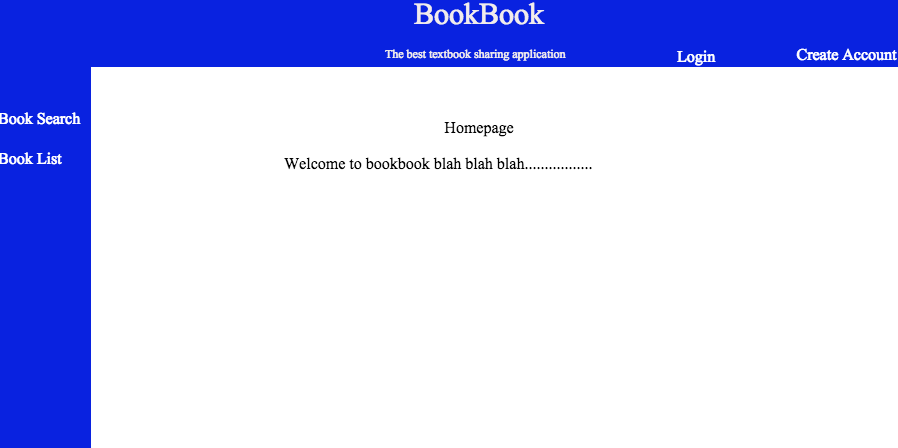 BookBook
The best textbook sharing application
Login
Create Account
Book Search
Book List
Homepage
Welcome to bookbook blah blah blah.................